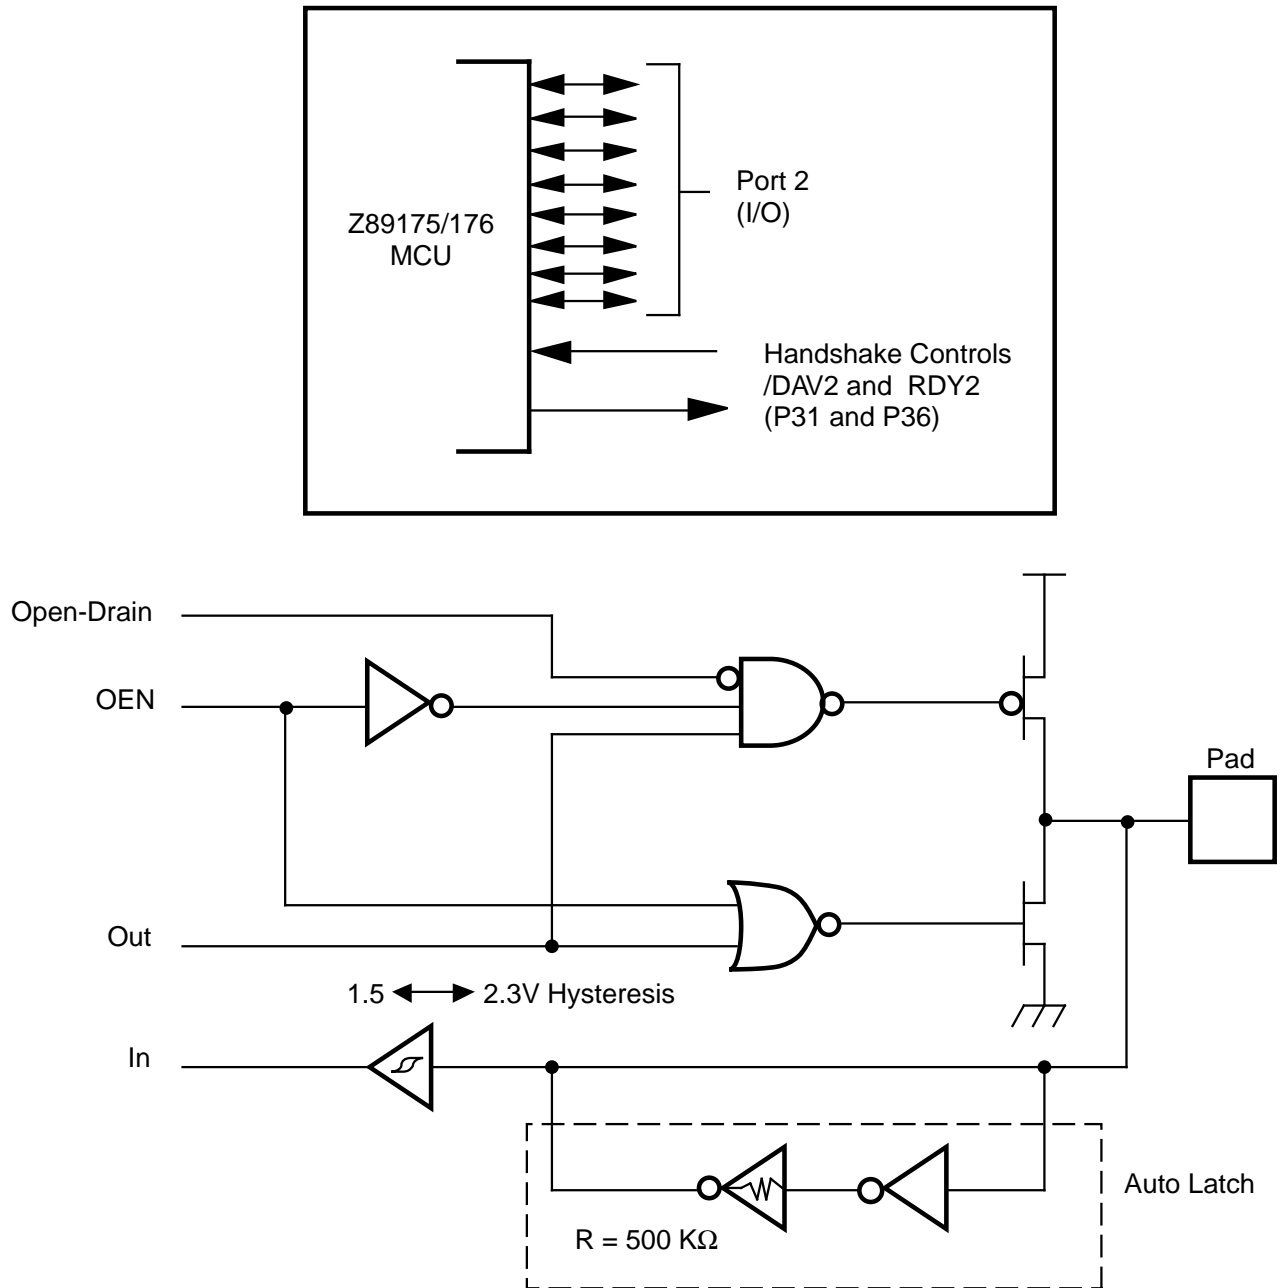 Z89175/176
MCU
Port 2
(I/O)
Handshake Controls
/DAV2 and RDY2
(P31 and P36)
Open-Drain
OEN
Pad
Out
1.5 2.3V Hysteresis
In
Auto Latch
R = 500 KΩ